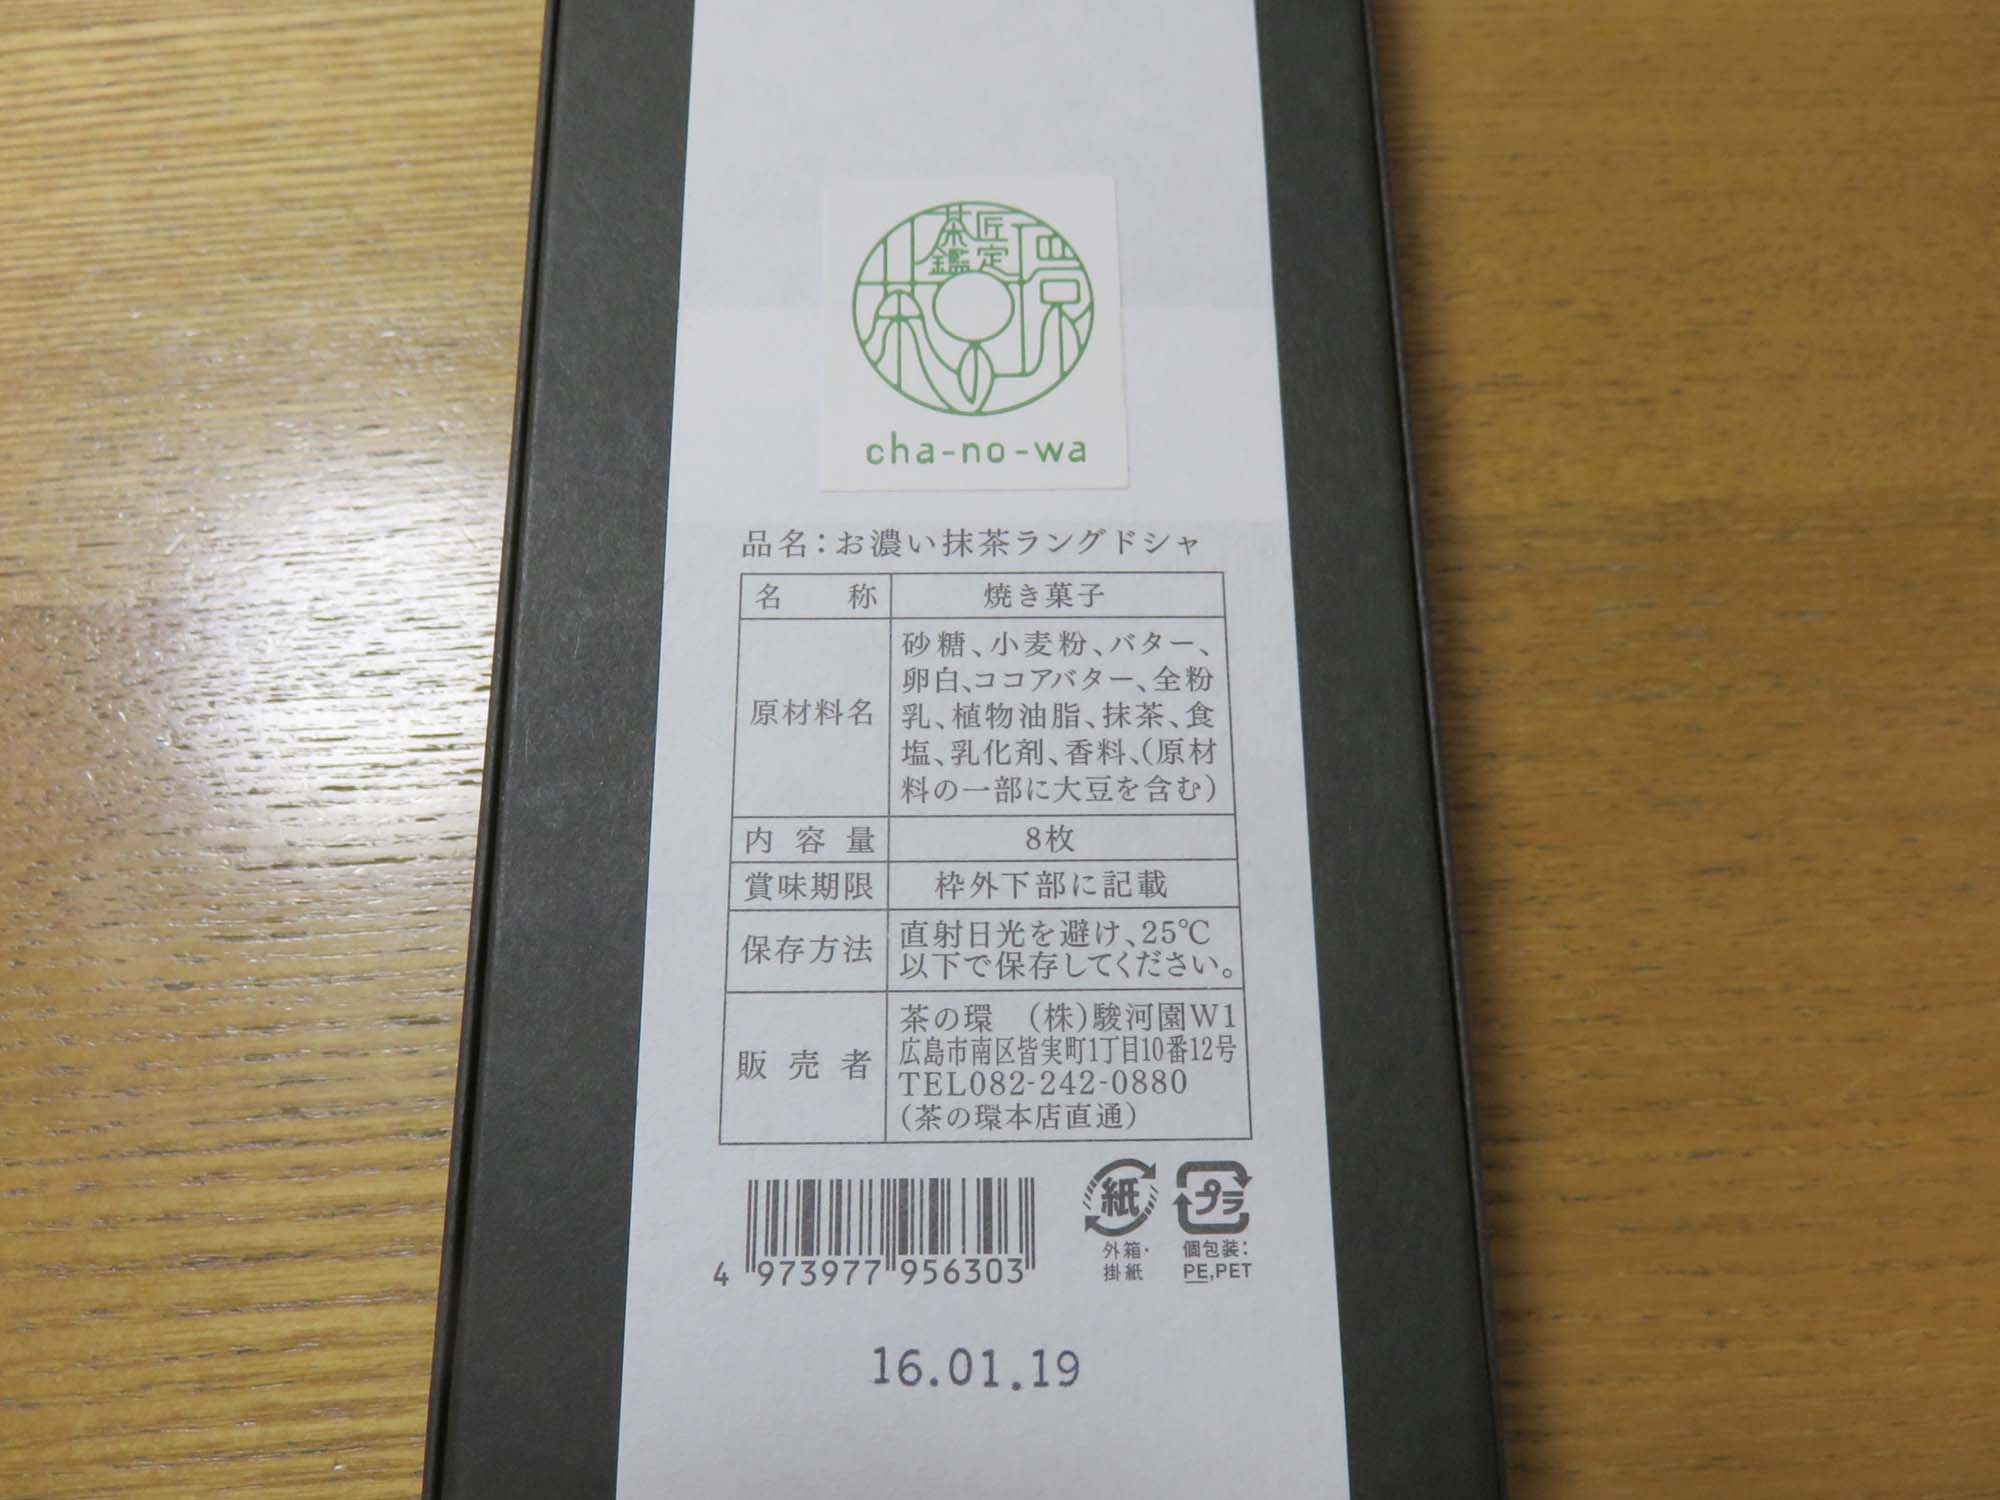 茶匠
鑑定
茶の環
cha-no-wa
品名：お濃い抹茶ラングドシャ
名称 焼き菓子
原材料名 砂糖、小麦粉、バター、
卵白、ココアバター、全粉
乳、植物油脂、抹茶、食
塩、乳化剤、香料、(原材
料の一部に大豆を含む)
内容量 8枚
賞味期限 枠外下部に記載
保存方法 直射日光を避け、25℃
以下で保存してください。
販売者 茶の環 (株)駿河園W1
広島市南区皆実町1丁目10番12号
TEL082-242-0880
(茶の環本店直通)
紙
外箱・
掛紙
プラ
個包装：
PE,PET
4 973977 956303
16.01.19